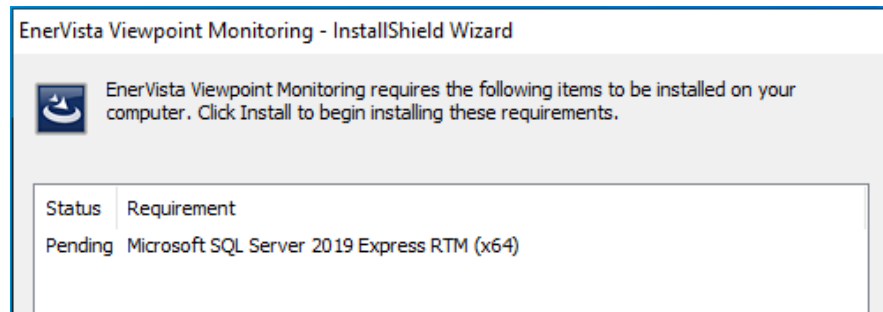 EnerVista Viewpoint Monitoring - InstallShield Wizard
EnerVista Viewpoint Monitoring requires the following items to be installed on your
computer. Click Install to begin installing these requirements.
Status Requirement
Pending Microsoft SQL Server 2019 Express RTM (x64)